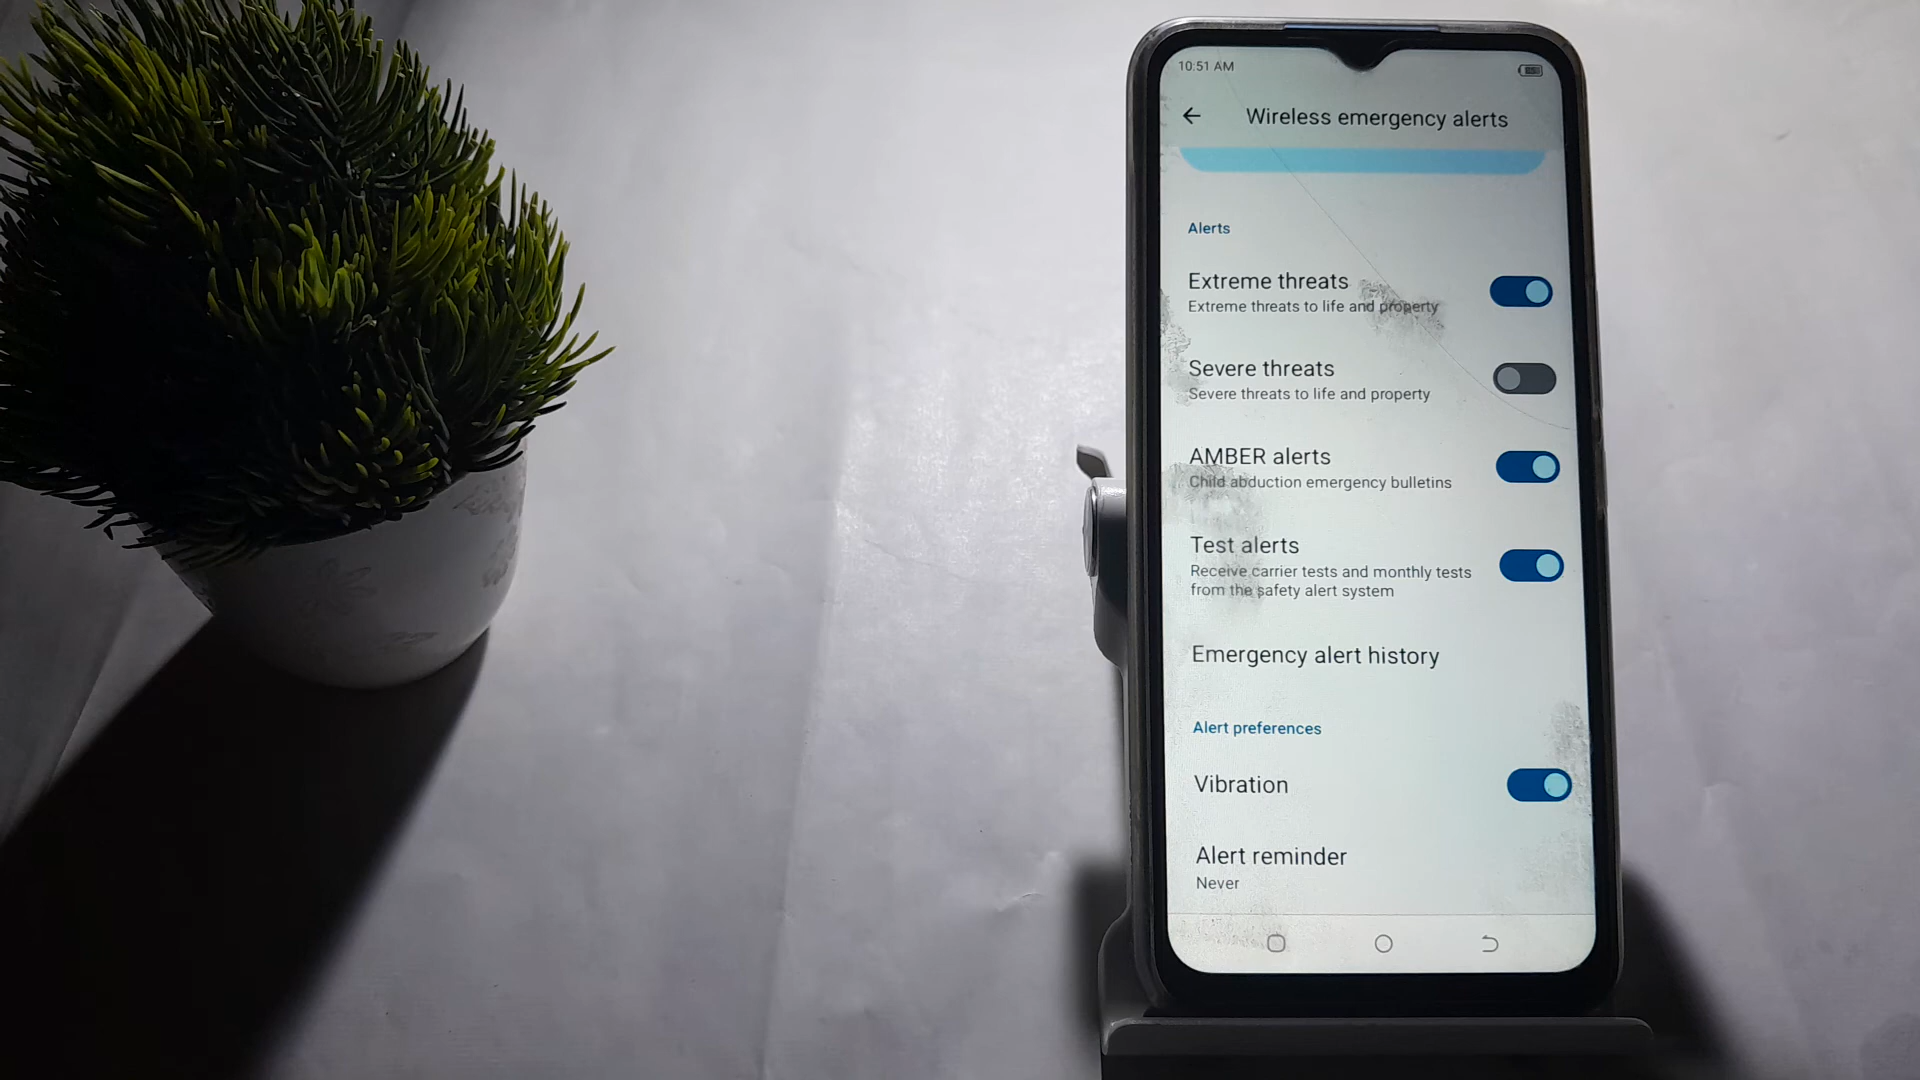 10:51 AM
Wireless emergency alerts
Alerts
Extreme threats
Extreme threats to life and property
Severe threats
Severe threats to life and property
AMBER alerts
Child abduction emergency bulletins
Test alerts
Receive carrier tests and monthly tests
from the safety alert system
Emergency alert history
Alert preferences
Vibration
Alert reminder
Never